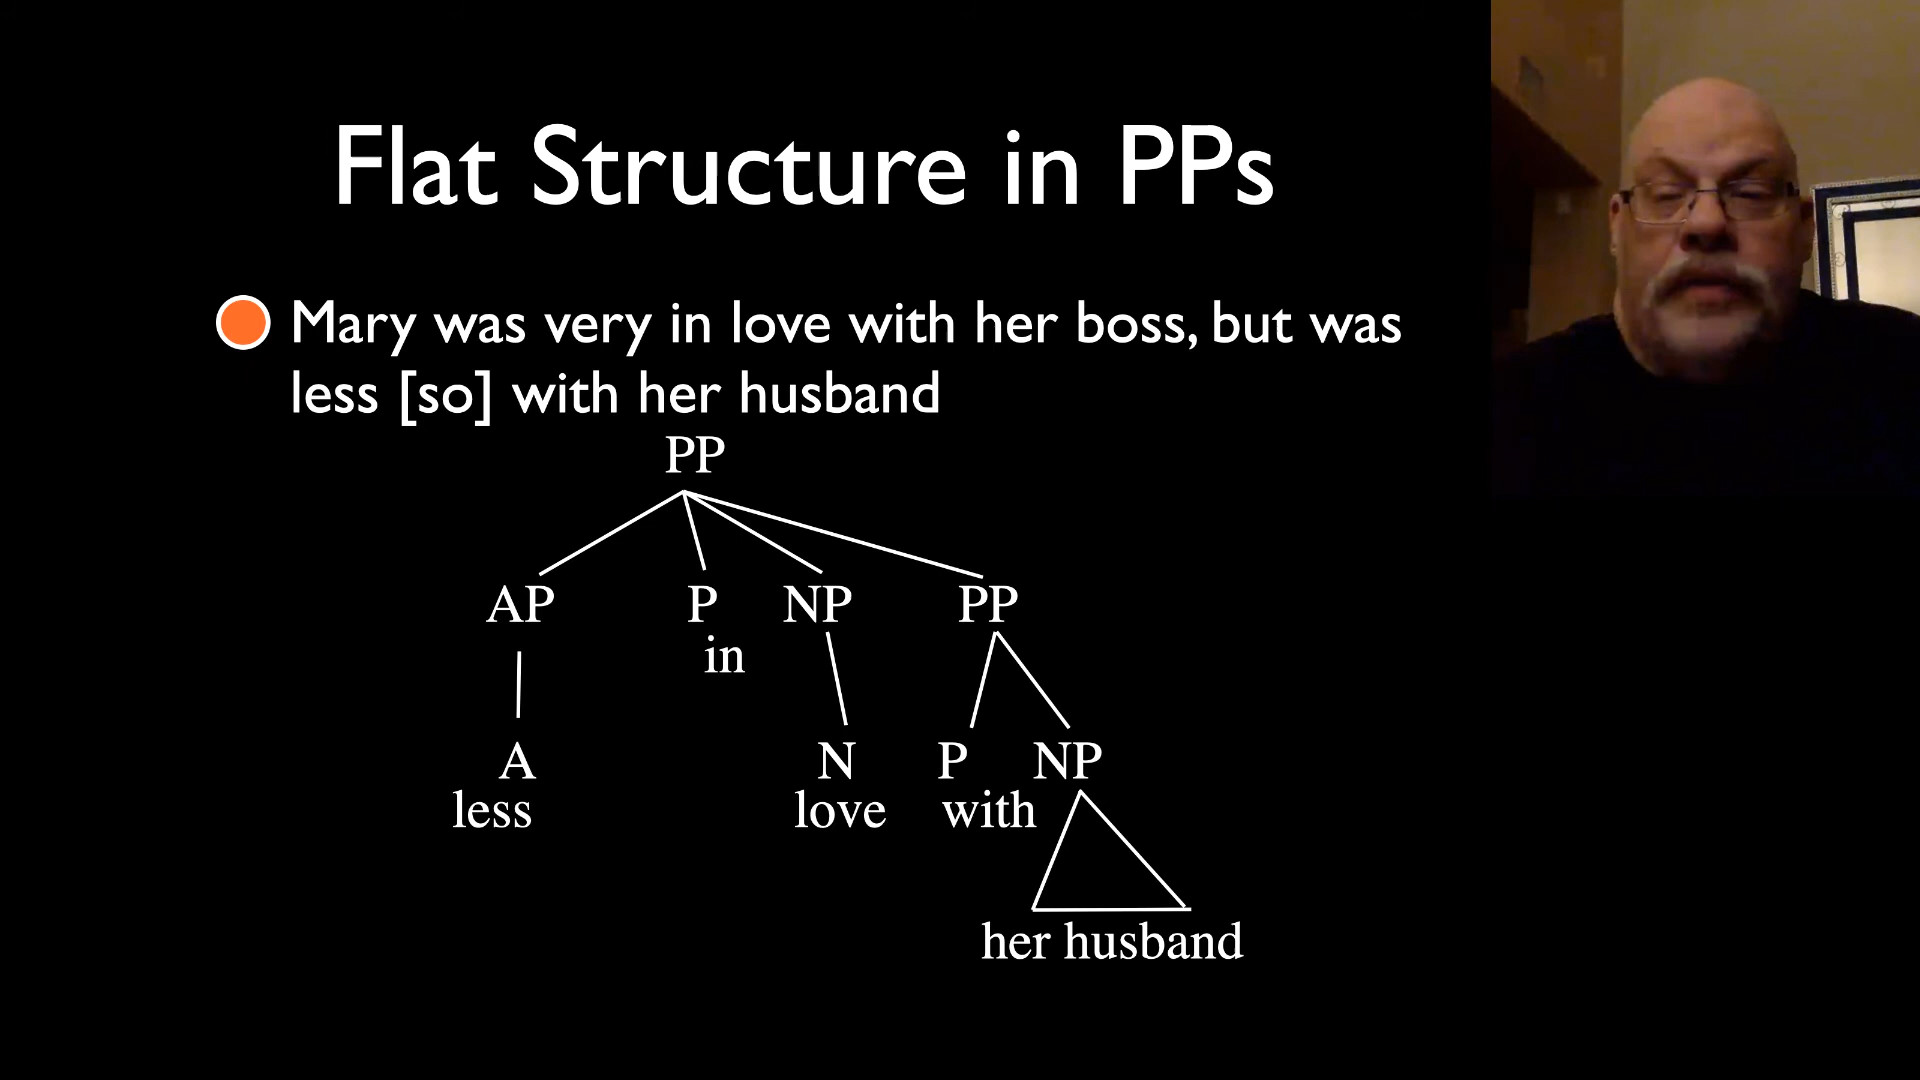 Flat Structure in PPs
Mary was very in love with her boss, but was
less [so] with her husband
PP
AP P NP PP
in
A N P NP
less love with
her husband